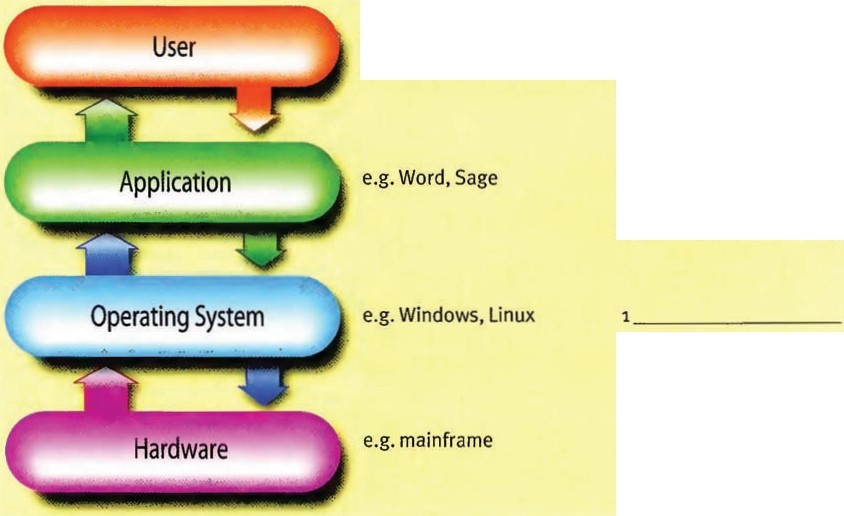 User
Application
e.g. Word, Sage
Operating System
e.g. Windows, Linux
1
Hardware
e.g. mainframe